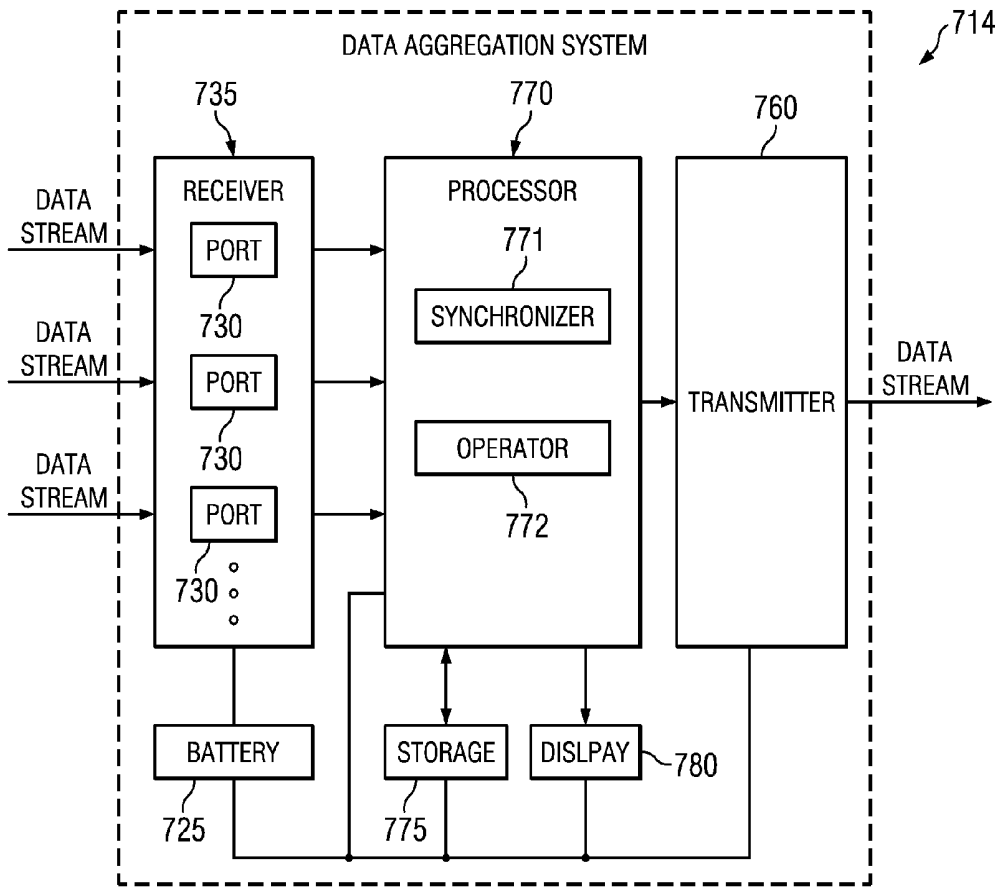 714
DATA AGGREGATION SYSTEM
735
770
760
RECEIVER
PROCESSOR
DATA
STREAM
PORT
730
771
SYNCHRONIZER
DATA
STREAM
PORT
730
TRANSMITTER
DATA
STREAM
OPERATOR
772
DATA
STREAM
PORT
730
BATTERY
725
STORAGE
775
DISLPAY
780